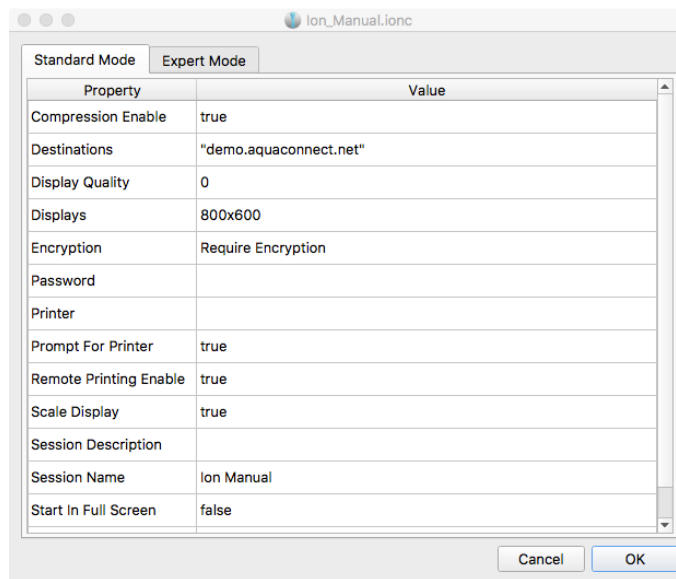 Ion_Manual.ionc
Standard Mode Expert Mode
Property Value
Compression Enable true
Destinations "demo.aquaconnect.net"
Display Quality 0
Displays 800x600
Encryption Require Encryption
Password
Printer
Prompt For Printer true
Remote Printing Enable true
Scale Display true
Session Description
Session Name Ion Manual
Start In Full Screen false
Cancel OK